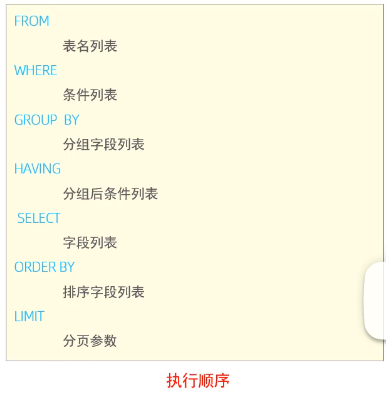 FROM
表名列表
WHERE
条件列表
GROUP BY
分组字段列表
HAVING
分组后条件列表
SELECT
字段列表
ORDER BY
排序字段列表
LIMIT
分页参数
执行顺序